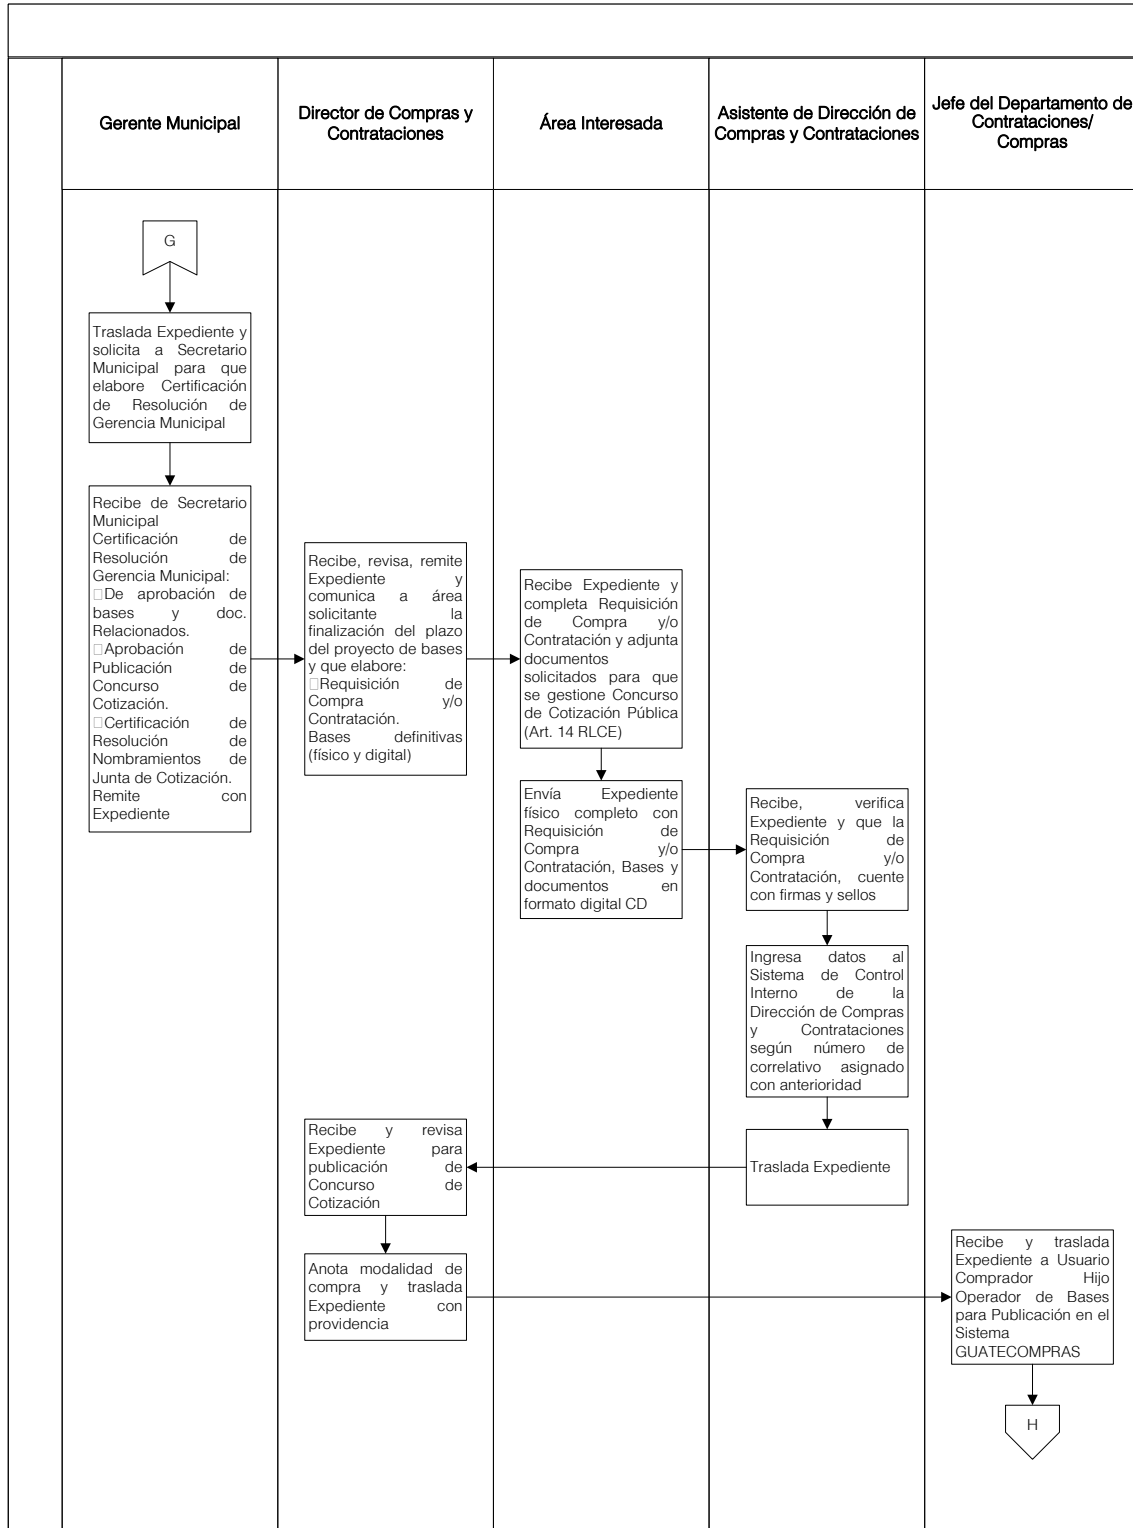 Gerente Municipal
Director de Compras y
Contrataciones
Área Interesada
Asistente de Dirección de
Compras y Contrataciones
Jefe del Departamento de
Contrataciones/
Compras
G
Traslada Expediente y
solicita a Secretario
Municipal para que
elabore Certificación
de Resolución de
Gerencia Municipal
Recibe de Secretario
Municipal
Certificación de
Resolución de
Gerencia Municipal:
De aprobación de
bases y doc.
Relacionados.
Aprobación de
Publicación de
Concurso de
Cotización.
Certificación de
Resolución de
Nombramientos de
Junta de Cotización.
Remite con
Expediente
Recibe, revisa, remite
Expediente y
comunica a área
solicitante la
finalización del plazo
del proyecto de bases
y que elabore:
Requisición de
Compra y/o
Contratación.
Bases definitivas
(físico y digital)
Recibe Expediente y
completa Requisición
de Compra y/o
Contratación y adjunta
documentos
solicitados para que
se gestione Concurso
de Cotización Pública
(Art. 14 RLCE)
Envía Expediente
físico completo con
Requisición de
Compra y/o
Contratación, Bases y
documentos en
formato digital CD
Recibe, verifica
Expediente y que la
Requisición de
Compra y/o
Contratación, cuente
con firmas y sellos
Ingresa datos al
Sistema de Control
Interno de la
Dirección de Compras
y Contrataciones
según número de
correlativo asignado
con anterioridad
Traslada Expediente
Recibe y revisa
Expediente para
publicación de
Concurso de
Cotización
Anota modalidad de
compra y traslada
Expediente con
providencia
Recibe y traslada
Expediente a Usuario
Comprador Hijo
Operador de Bases
para Publicación en el
Sistema
GUATECOMPRAS
H